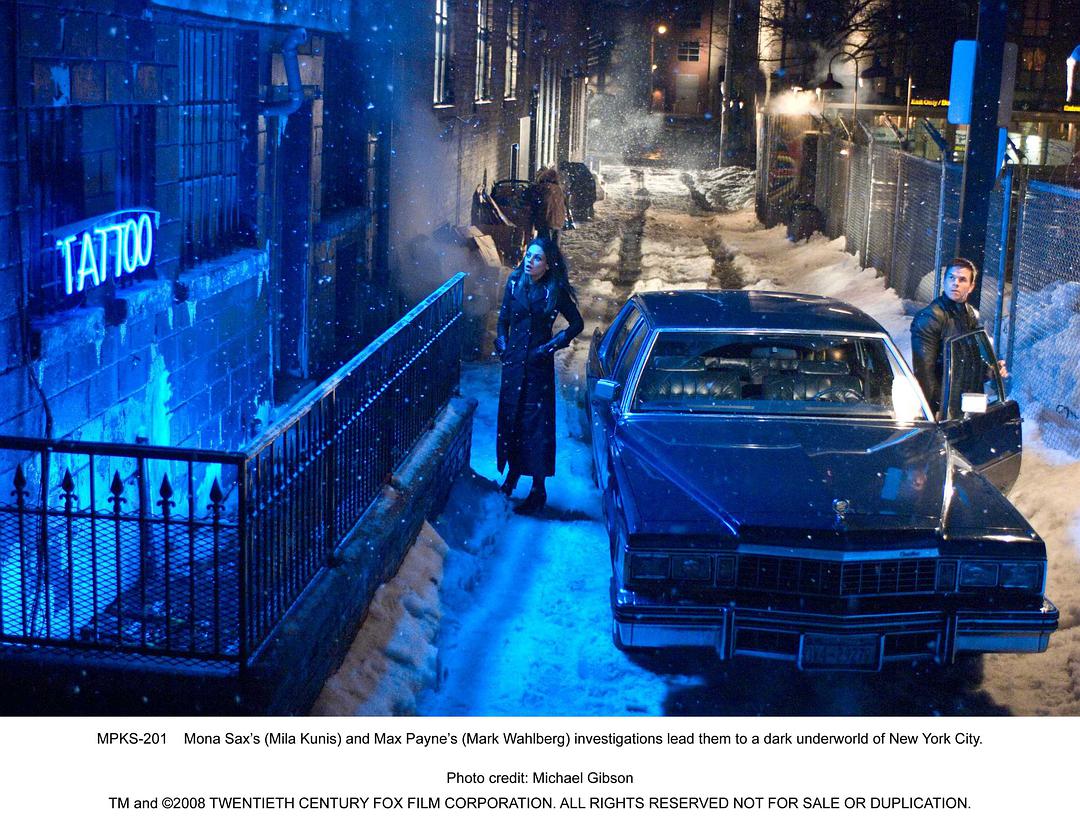 TATTOO
MPKS-201 Mona Sax's (Mila Kunis) and Max Payne's (Mark Wahlberg) investigations lead them to a dark underworld of New York City.
Photo credit: Michael Gibson
TM and ©2008 TWENTIETH CENTURY FOX FILM CORPORATION. ALL RIGHTS RESERVED NOT FOR SALE OR DUPLICATION.